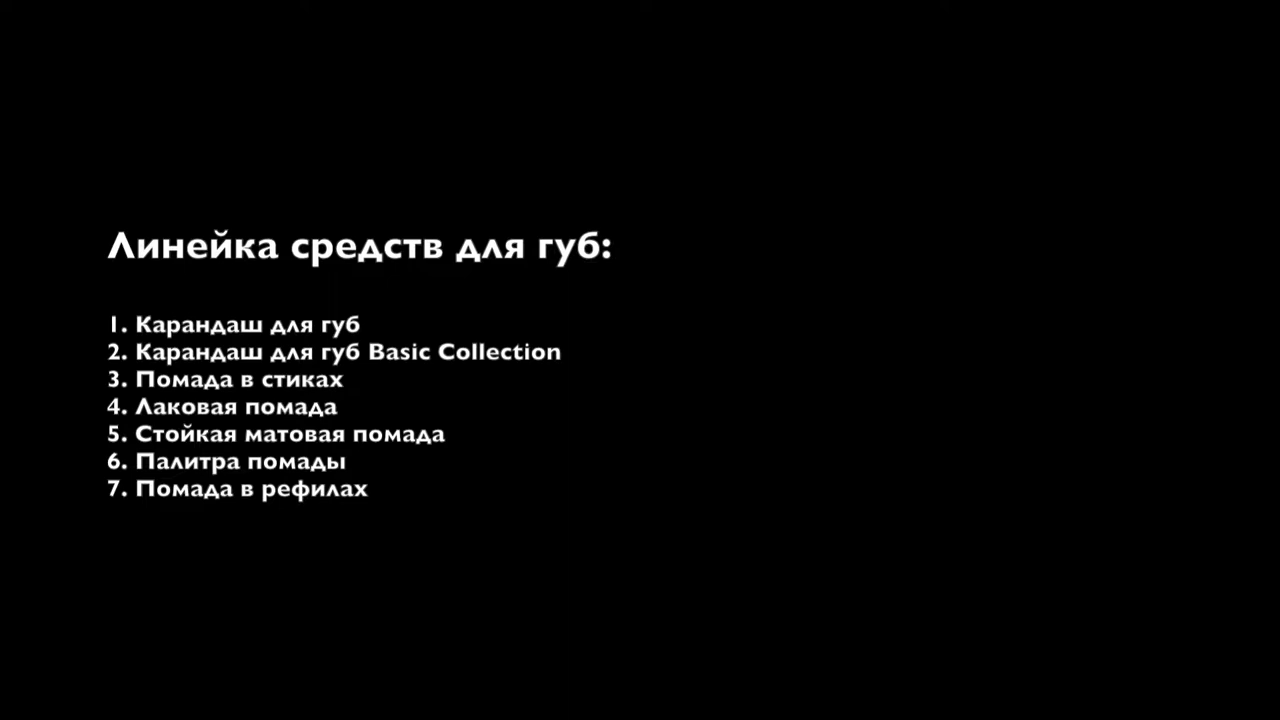 Линейка средств для губ:
1. Карандаш для губ
2. Карандаш для губ Basic Collection
3. Помада в стиках
4. Лаковая помада
5. Стойкая матовая помада
6. Палитра помады
7. Помада в рефилах